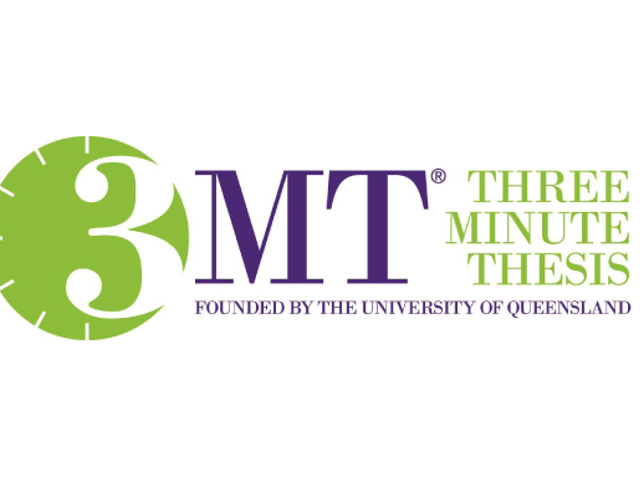 3MT®
THREE
MINUTE
THESIS
FOUNDED BY THE UNIVERSITY OF QUEENSLAND